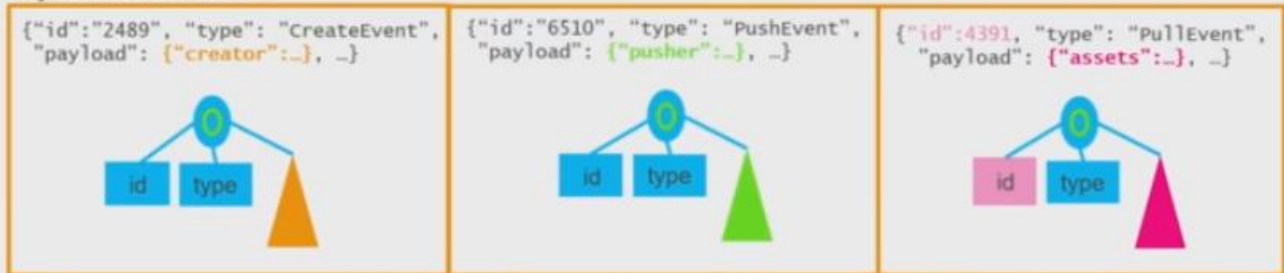 {"id":"2489", "type": "CreateEvent",
"payload": {"creator":…}, …}
id
type
{"id":"6510", "type": "PushEvent",
"payload": {"pusher":…}, …}
id
type
{"id":4391, "type": "PullEvent",
"payload": {"assets":…}, …}
id
type